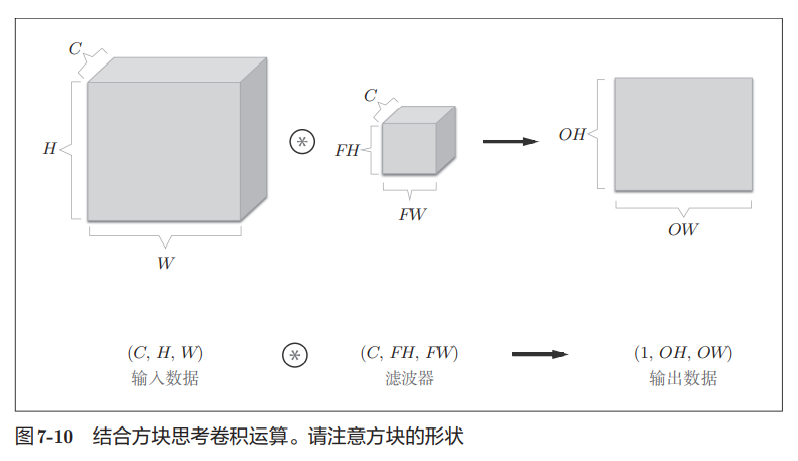 C
H
W
C
FH
FW
OH
OW
(C, H, W) (C, FH, FW) (1, OH, OW)
输入数据 滤波器 输出数据
图7-10 结合方块思考卷积运算。请注意方块的形状